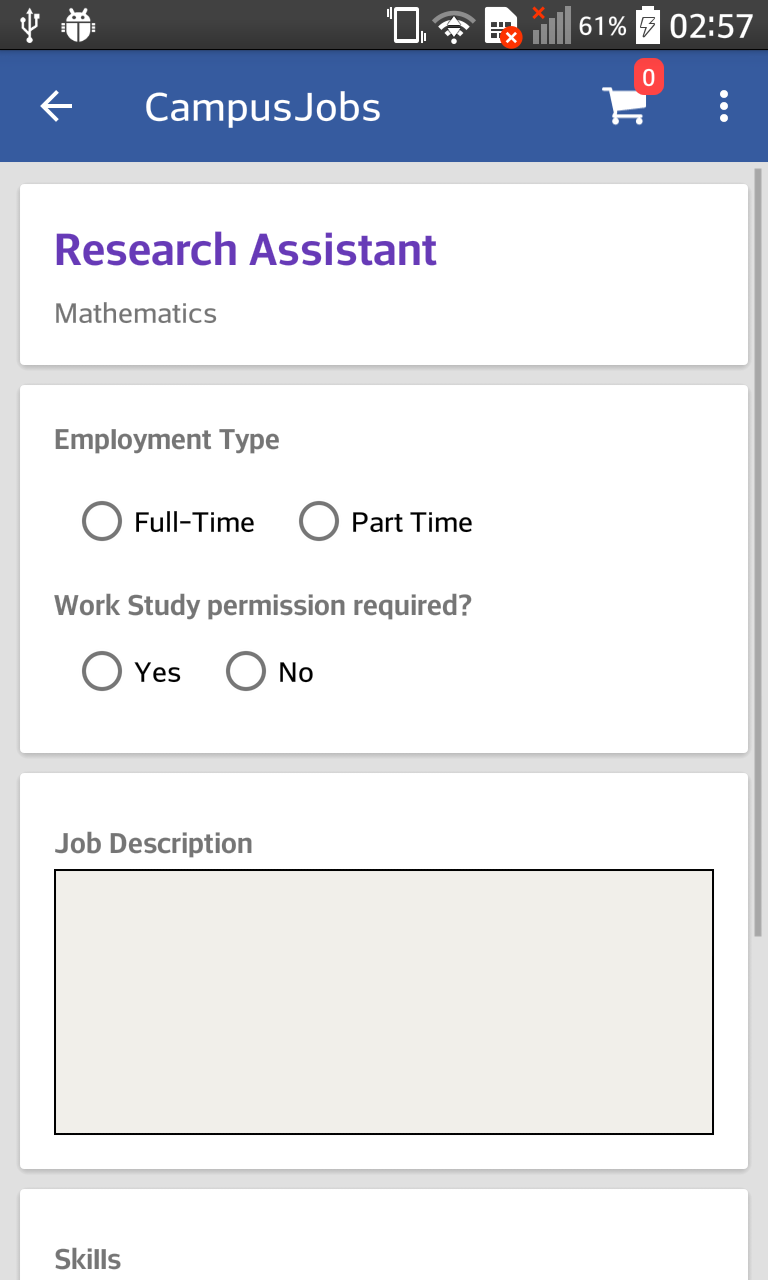 61% 02:57
CampusJobs 0
Research Assistant
Mathematics
Employment Type
Full-Time Part Time
Work Study permission required?
Yes No
Job Description
Skills